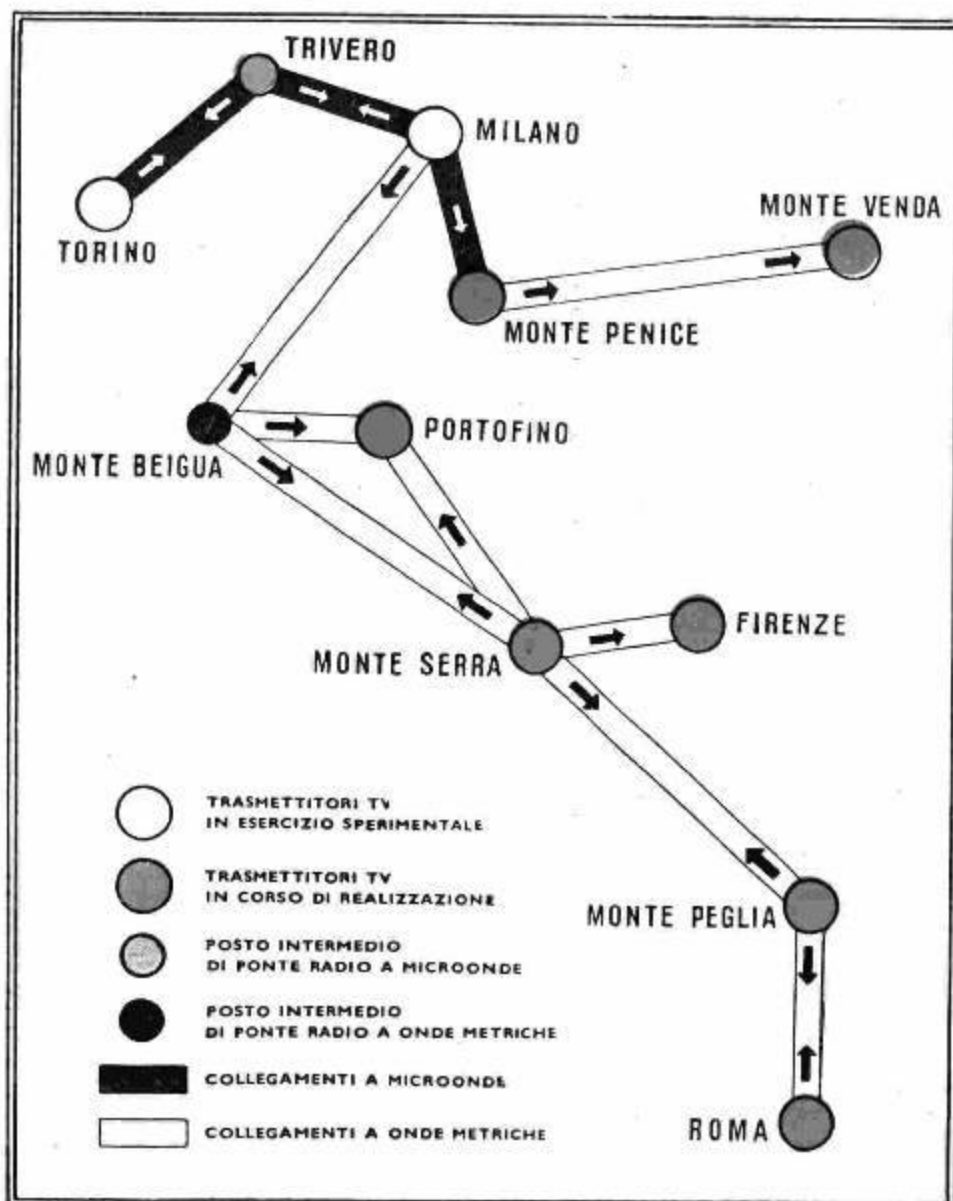 TRIVERO
MILANO
MONTE VENDA
TORINO
MONTE PENICE
PORTOFINO
MONTE BEIGUA
FIRENZE
MONTE SERRA
TRASMETTITORI TV
IN ESERCIZIO SPERIMENTALE
TRASMETTITORI TV
IN CORSO DI REALIZZAZIONE
MONTE PEGLIA
POSTO INTERMEDIO
DI PONTE RADIO A MICROONDE
POSTO INTERMEDIO
DI PONTE RADIO A ONDE METRICHE
COLLEGAMENTI A MICROONDE
COLLEGAMENTI A ONDE METRICHE
ROMA